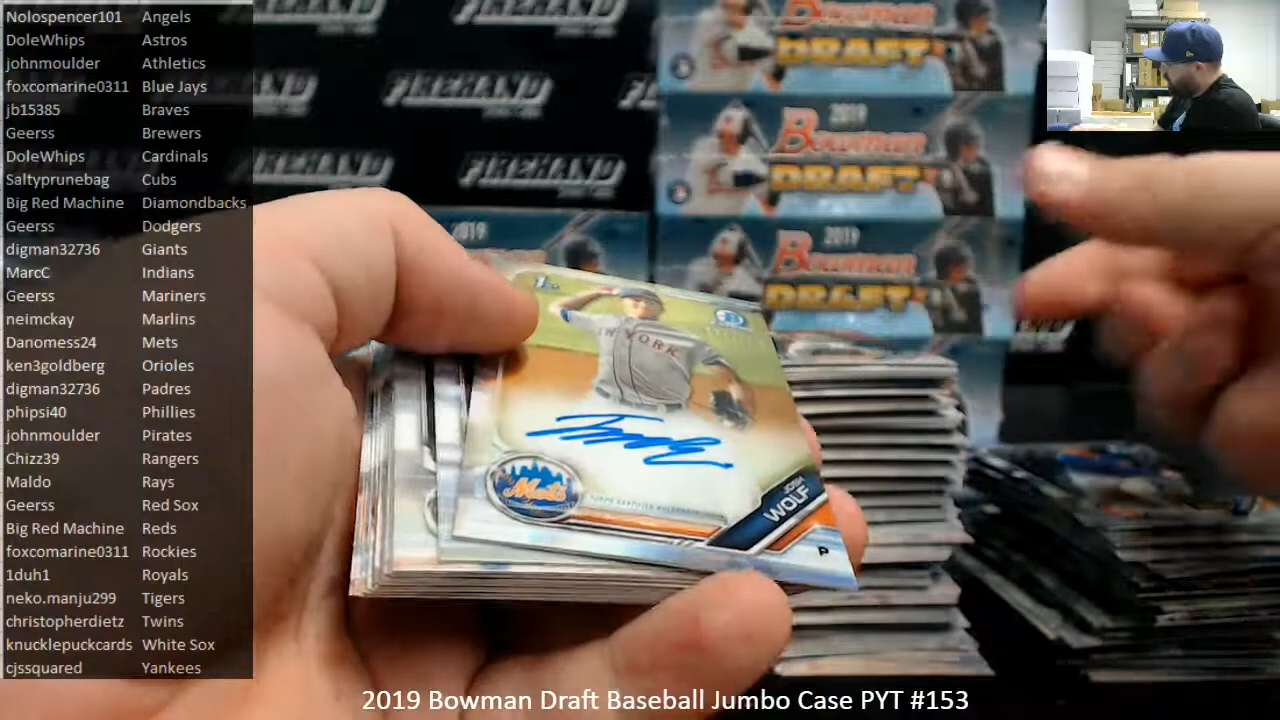 Nolospencer101 Angels
DoleWhips Astros
johnmoulder Athletics
foxcomarine0311 Blue Jays
jb15385 Braves
Geerss Brewers
DoleWhips Cardinals
Saltyprunebag Cubs
Big Red Machine Diamondbacks
Geerss Dodgers
digman32736 Giants
MarcC Indians
Geerss Mariners
neimckay Marlins
Danomess24 Mets
ken3goldberg Orioles
digman32736 Padres
phipsi40 Phillies
johnmoulder Pirates
Chizz39 Rangers
Maldo Rays
Geerss Red Sox
Big Red Machine Reds
foxcomarine0311 Rockies
1duh1 Royals
neko.manju299 Tigers
christopherdietz Twins
knucklepuckcards White Sox
cjssquared Yankees
FIREHAND
FIREHAND
FIREHAND
Bowman
DRAFT
2019
Bowman
DRAFT
2019
Bowman
DRAFT
2019
1st
YORK
Mets
JOSH
WOLF
P
2019 Bowman Draft Baseball Jumbo Case PYT #153